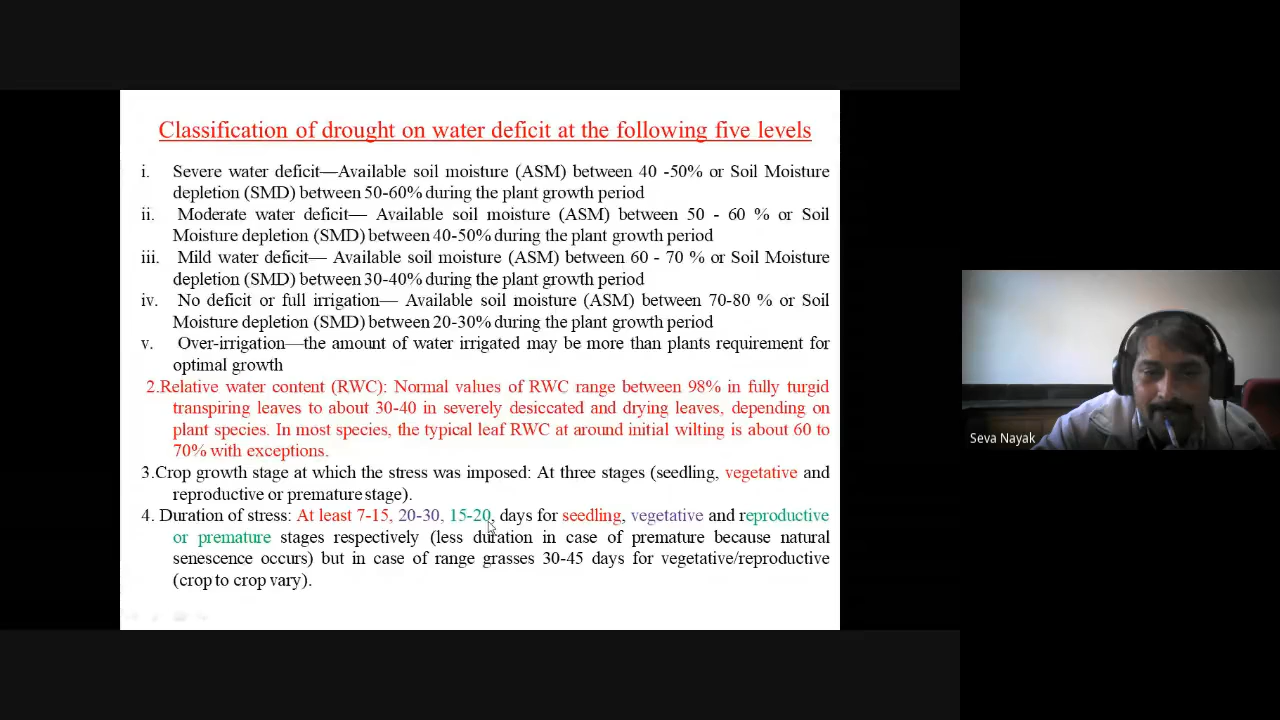 Classification of drought on water deficit at the following five levels
i. Severe water deficit—Available soil moisture (ASM) between 40 -50% or Soil Moisture
depletion (SMD) between 50-60% during the plant growth period
ii. Moderate water deficit— Available soil moisture (ASM) between 50 - 60 % or Soil
Moisture depletion (SMD) between 40-50% during the plant growth period
iii. Mild water deficit— Available soil moisture (ASM) between 60 - 70 % or Soil Moisture
depletion (SMD) between 30-40% during the plant growth period
iv. No deficit or full irrigation— Available soil moisture (ASM) between 70-80 % or Soil
Moisture depletion (SMD) between 20-30% during the plant growth period
v. Over-irrigation—the amount of water irrigated may be more than plants requirement for
optimal growth
2.Relative water content (RWC): Normal values of RWC range between 98% in fully turgid
transpiring leaves to about 30-40 in severely desiccated and drying leaves, depending on
plant species. In most species, the typical leaf RWC at around initial wilting is about 60 to
70% with exceptions.
3.Crop growth stage at which the stress was imposed: At three stages (seedling, vegetative and
reproductive or premature stage).
4. Duration of stress: At least 7-15, 20-30, 15-20, days for seedling, vegetative and reproductive
or premature stages respectively (less duration in case of premature because natural
senescence occurs) but in case of range grasses 30-45 days for vegetative/reproductive
(crop to crop vary).
Seva Nayak